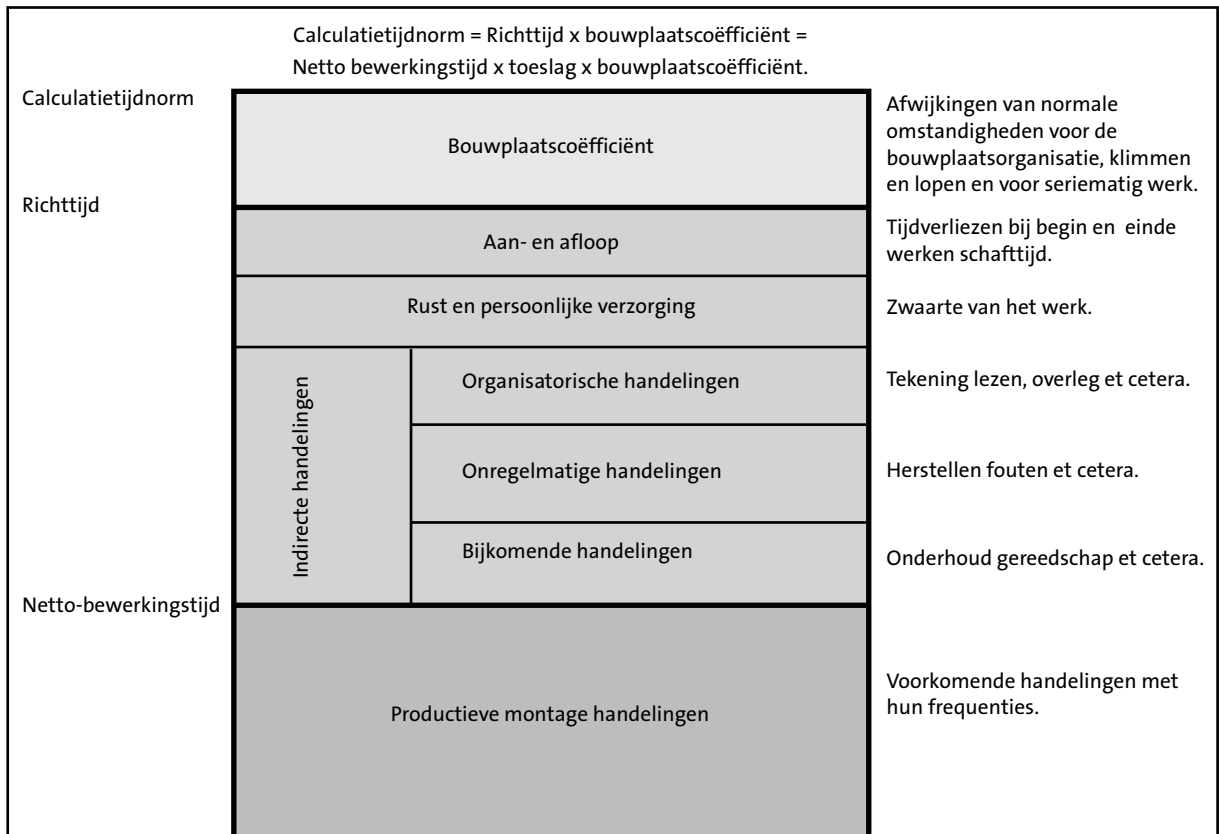 Calculatietijdnorm = Richttijd x bouwplaatscoëfficiënt =
Netto bewerkingstijd x toeslag x bouwplaatscoëfficiënt.
Calculatietijdnorm
Bouwplaatscoëfficiënt
Afwijkingen van normale
omstandigheden voor de
bouwplaatsorganisatie, klimmen
en lopen en voor seriematig werk.
Richttijd
Aan- en afloop
Tijdverliezen bij begin en einde
werken schafttijd.
Rust en persoonlijke verzorging
Zwaarte van het werk.
Indirecte handelingen
Organisatorische handelingen
Tekening lezen, overleg et cetera.
Onregelmatige handelingen
Herstellen fouten et cetera.
Bijkomende handelingen
Onderhoud gereedschap et cetera.
Netto-bewerkingstijd
Productieve montage handelingen
Voorkomende handelingen met
hun frequenties.